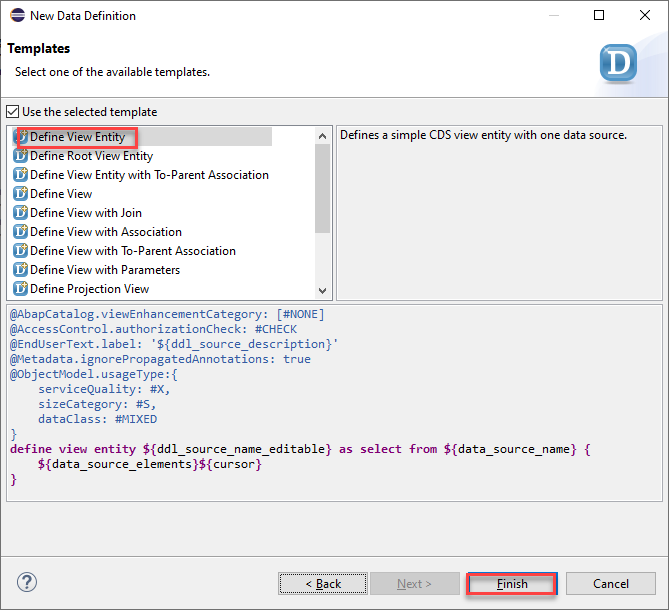 New Data Definition
Templates
Select one of the available templates.
D
Use the selected template
Define View Entity
Define Root View Entity
Define View Entity with To-Parent Association
Define View
Define View with Join
Define View with Association
Define View with To-Parent Association
Define View with Parameters
Define Projection View
Defines a simple CDS view entity with one data source.
@AbapCatalog.viewEnhancementCategory: [#NONE]
@AccessControl.authorizationCheck: #CHECK
@EndUserText.label: '${ddl_source_description}'
@Metadata.ignorePropagatedAnnotations: true
@ObjectModel.usageType:{
    serviceQuality: #X,
    sizeCategory: #S,
    dataClass: #MIXED
}
define view entity ${ddl_source_name_editable} as select from ${data_source_name} {
    ${data_source_elements}${cursor}
}
?
< Back
Next >
Finish
Cancel